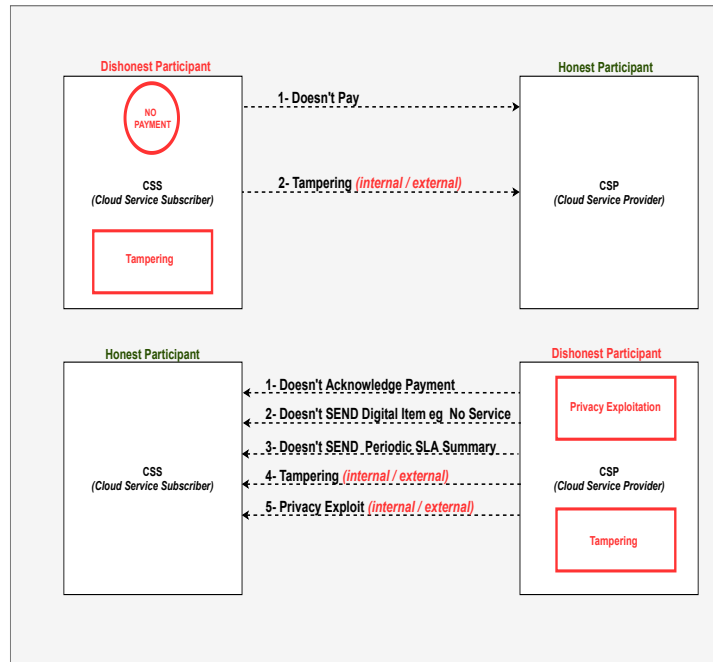 Dishonest Participant
Honest Participant
NO
PAYMENT
1- Doesn't Pay
CSS
(Cloud Service Subscriber)
2- Tampering (internal / external)
CSP
(Cloud Service Provider)
Tampering
Honest Participant
Dishonest Participant
1- Doesn't Acknowledge Payment
Privacy Exploitation
2- Doesn't SEND Digital Item eg No Service
3- Doesn't SEND Periodic SLA Summary
CSS
(Cloud Service Subscriber)
4- Tampering (internal / external)
CSP
(Cloud Service Provider)
5- Privacy Exploit (internal / external)
Tampering